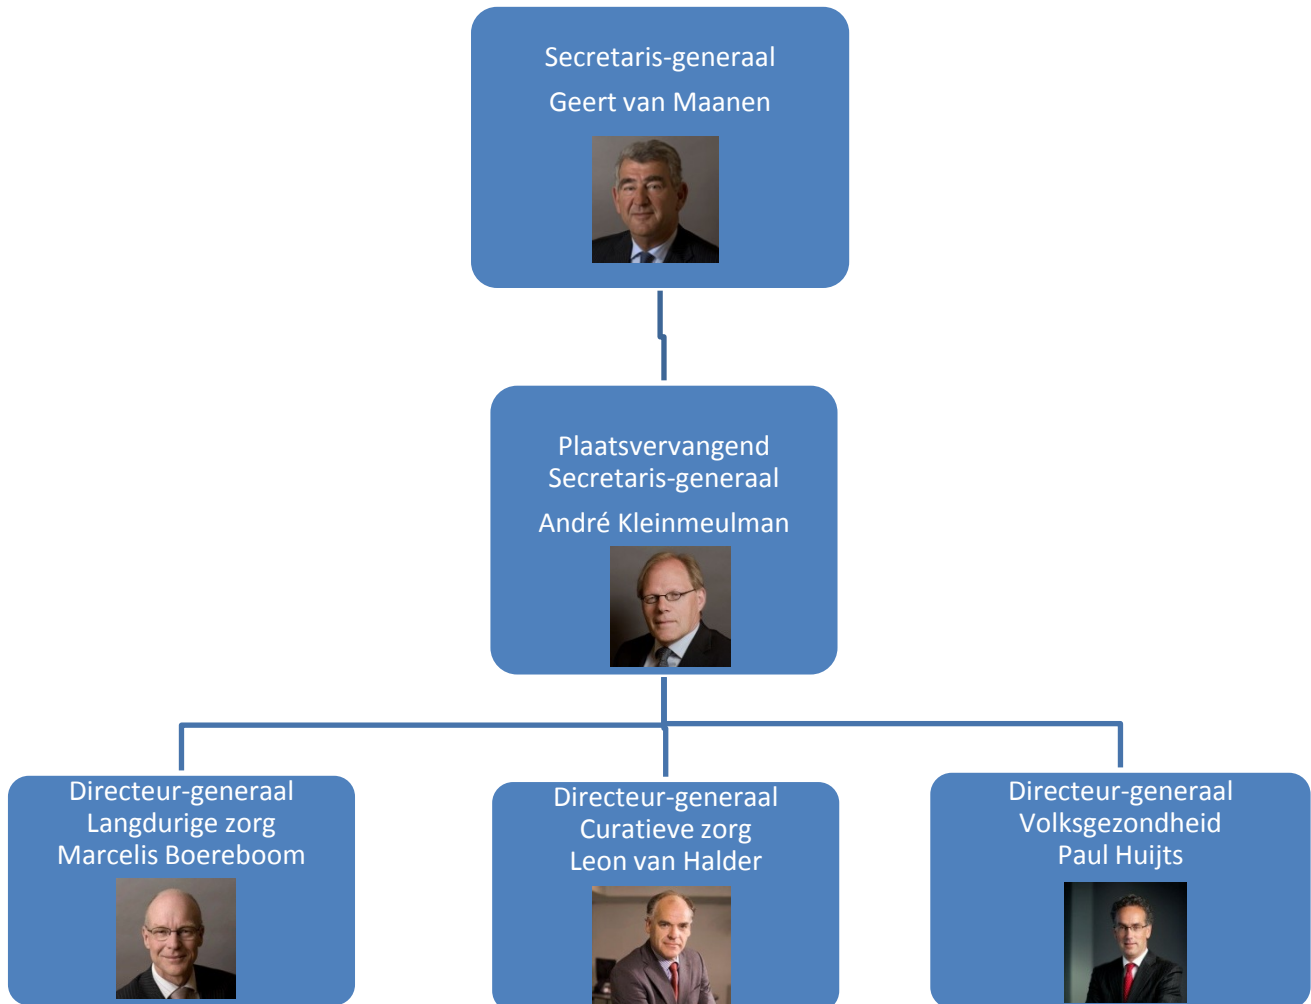 Secretaris-generaal
Geert van Maanen
Plaatsvervangend
Secretaris-generaal
André Kleinmeulman
Directeur-generaal
Langdurige zorg
Marcelis Boereboom
Directeur-generaal
Curatieve zorg
Leon van Halder
Directeur-generaal
Volksgezondheid
Paul Huijts